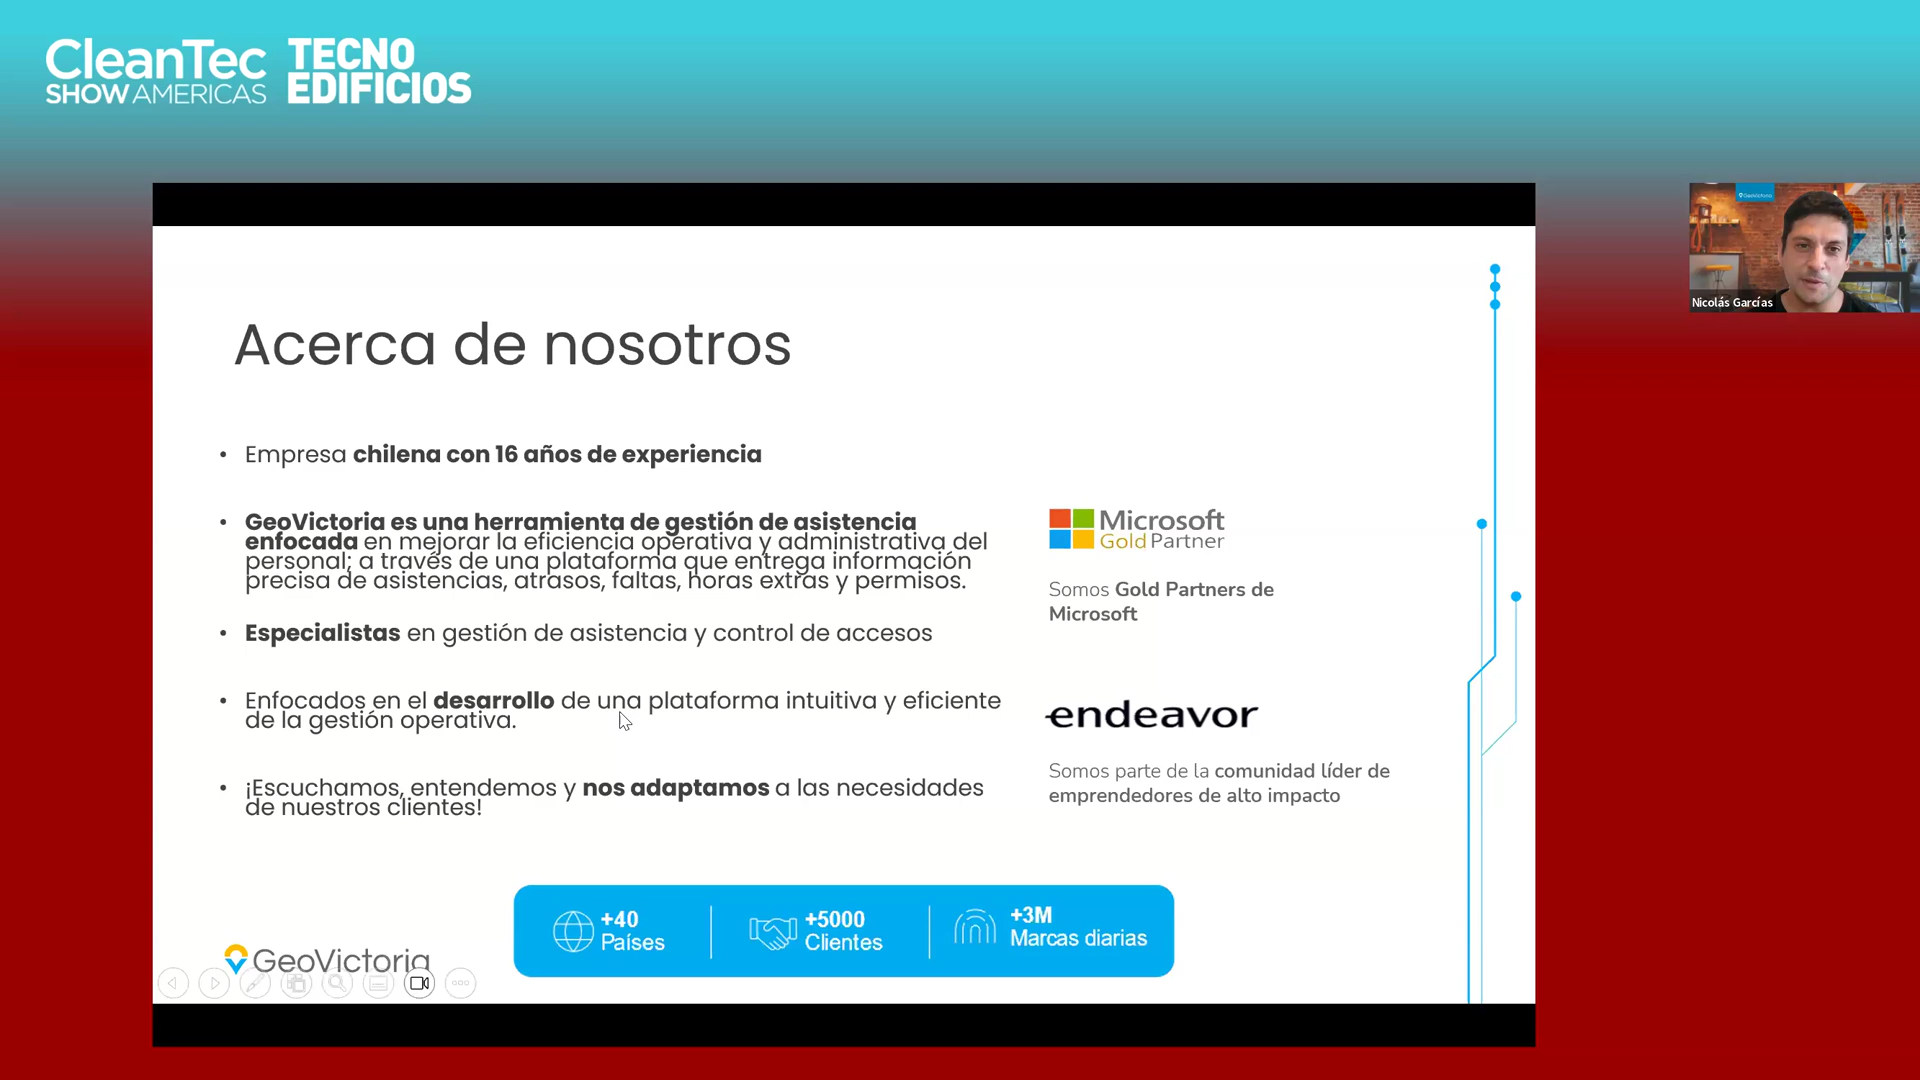 CleanTec
SHOW AMERICAS
TECNO
EDIFICIOS
GeoVictoria
Nicolás Garcías
Acerca de nosotros
• Empresa chilena con 16 años de experiencia
• GeoVictoria es una herramienta de gestión de asistencia
enfocada en mejorar la eficiencia operativa y administrativa del
personal; a través de una plataforma que entrega información
precisa de asistencias, atrasos, faltas, horas extras y permisos.
• Especialistas en gestión de asistencia y control de accesos
• Enfocados en el desarrollo de una plataforma intuitiva y eficiente
de la gestión operativa.
• ¡Escuchamos, entendemos y nos adaptamos a las necesidades
de nuestros clientes!
Microsoft
Gold Partner
Somos Gold Partners de
Microsoft
endeavor
Somos parte de la comunidad líder de
emprendedores de alto impacto
+40
Países
+5000
Clientes
+3M
Marcas diarias
GeoVictoria